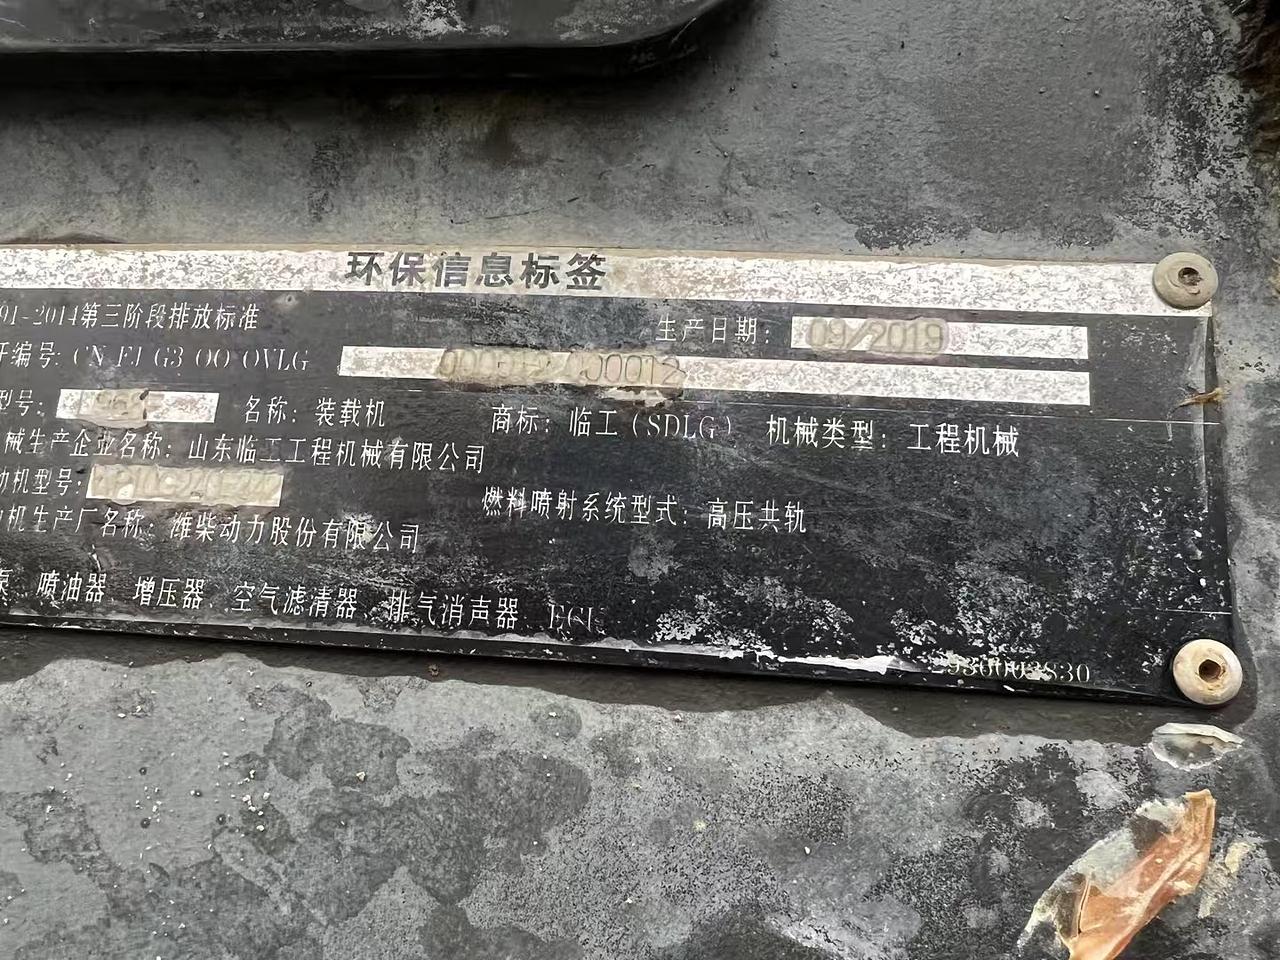 环保信息标签
91-2014第三阶段排放标准 生产日期: 09/2019
编号: CN FJ G3 00 0VLG
型号: 名称: 装载机 商标: 临工(SDLG) 机械类型: 工程机械
械生产企业名称: 山东临工工程机械有限公司
动机型号: 燃料喷射系统型式: 高压共轨
机生产厂名称: 潍柴动力股份有限公司
泵、喷油器、增压器、空气滤清器、排气消声器、ECU